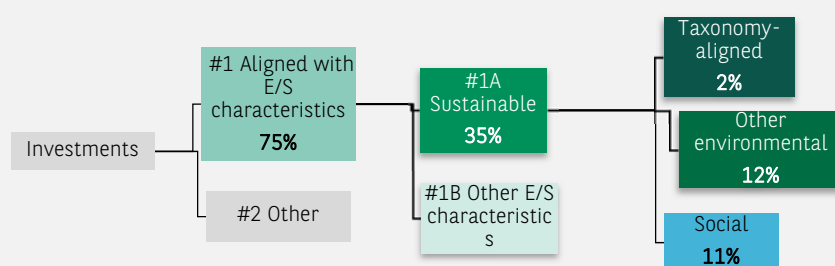 Investments
#1 Aligned with
E/S
characteristics
75%
#2 Other
#1A
Sustainable
35%
#1B Other E/S
characteristic
s
Taxonomy-
aligned
2%
Other
environmental
12%
Social
11%